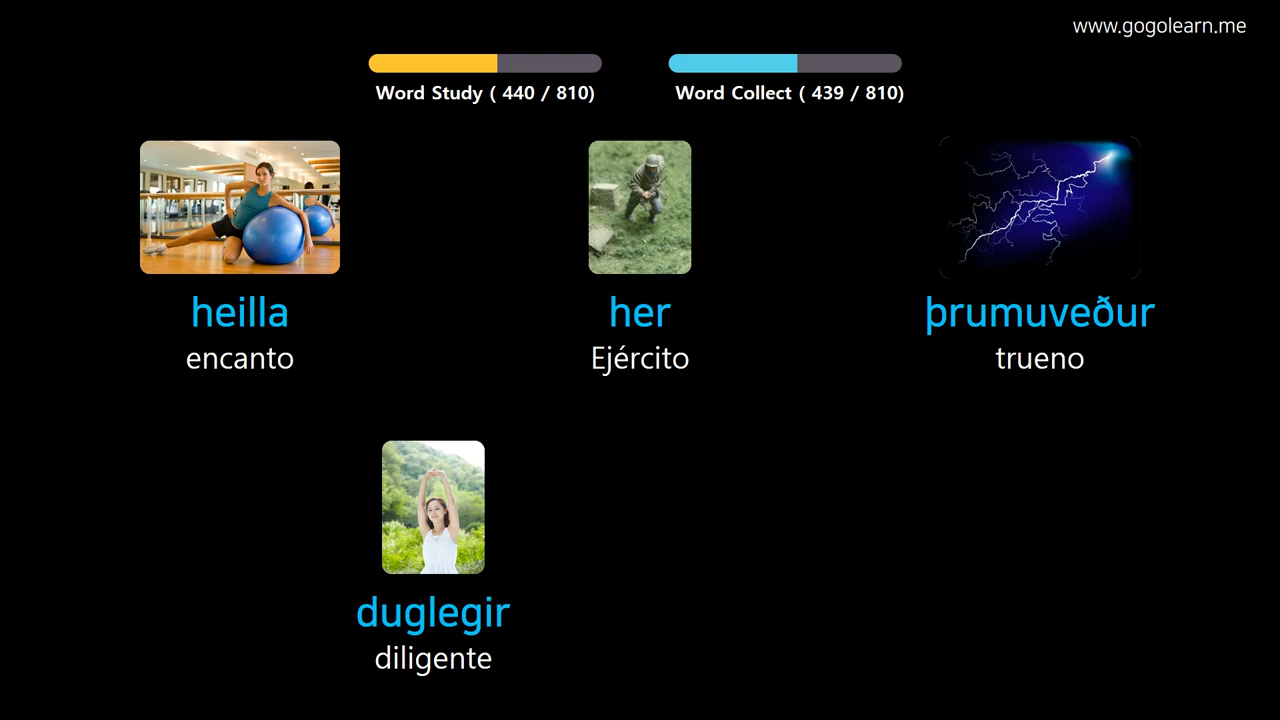 www.gogolearn.me
Word Study ( 440 / 810)
Word Collect ( 439 / 810)
heilla
encanto
her
Ejército
þrumuveður
trueno
duglegir
diligente